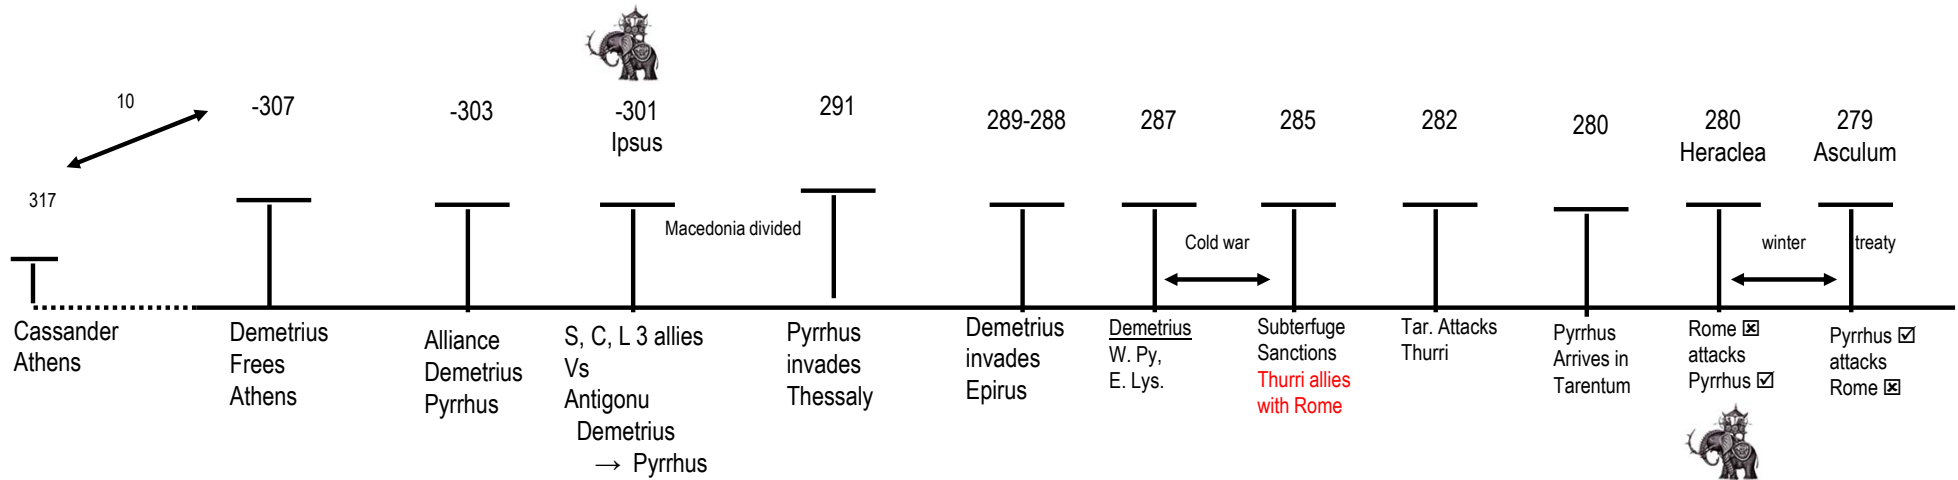 10
-307
-303
-301
Ipsus
291
289-288
287
285
282
280
280
Heraclea
279
Asculum
317
Macedonia divided
Cold war
winter
treaty
Cassander
Athens
Demetrius
Frees
Athens
Alliance
Demetrius
Pyrrhus
S, C, L 3 allies
Vs
Antigonu
Demetrius
→ Pyrrhus
Pyrrhus
invades
Thessaly
Demetrius
invades
Epirus
Demetrius
W. Py,
E. Lys.
Subterfuge
Sanctions
Thurri allies
with Rome
Tar. Attacks
Thurri
Pyrrhus
Arrives in
Tarentum
Rome ☒
attacks
Pyrrhus ☑
Pyrrhus ☑
attacks
Rome ☒